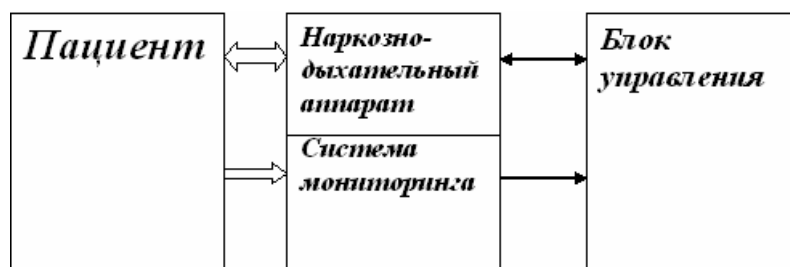 Пациент
Наркозно-
дыхательный
аппарат
Система
мониторинга
Блок
управления